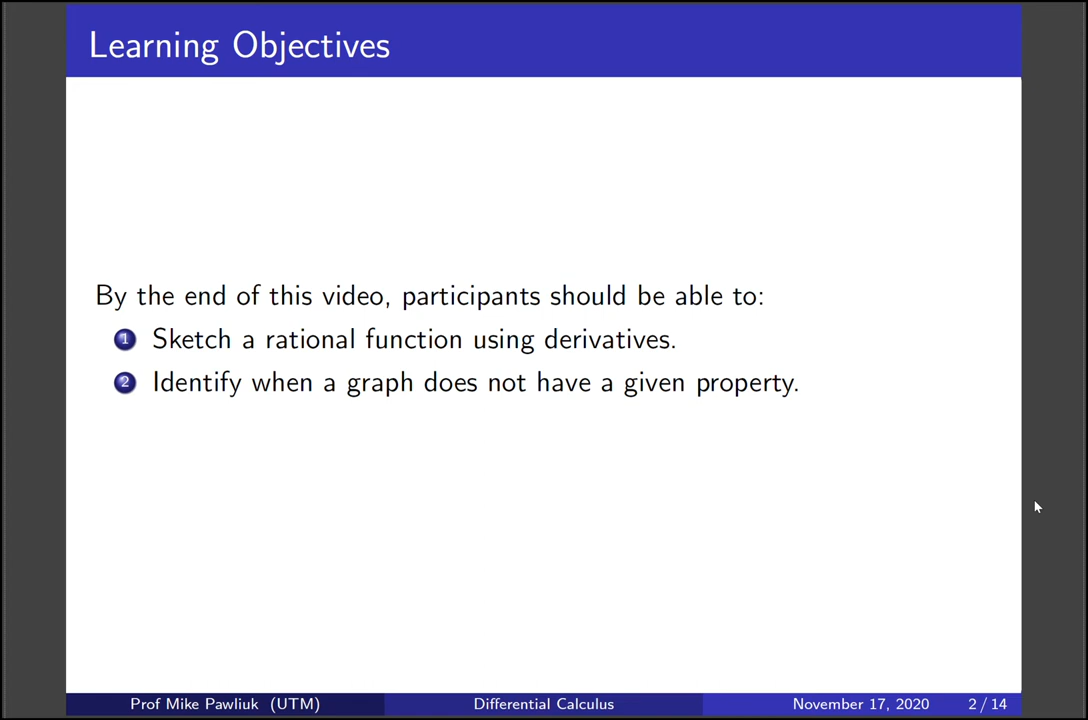 Learning Objectives
By the end of this video, participants should be able to:
1 Sketch a rational function using derivatives.
2 Identify when a graph does not have a given property.
Prof Mike Pawliuk (UTM) Differential Calculus November 17, 2020 2 / 14